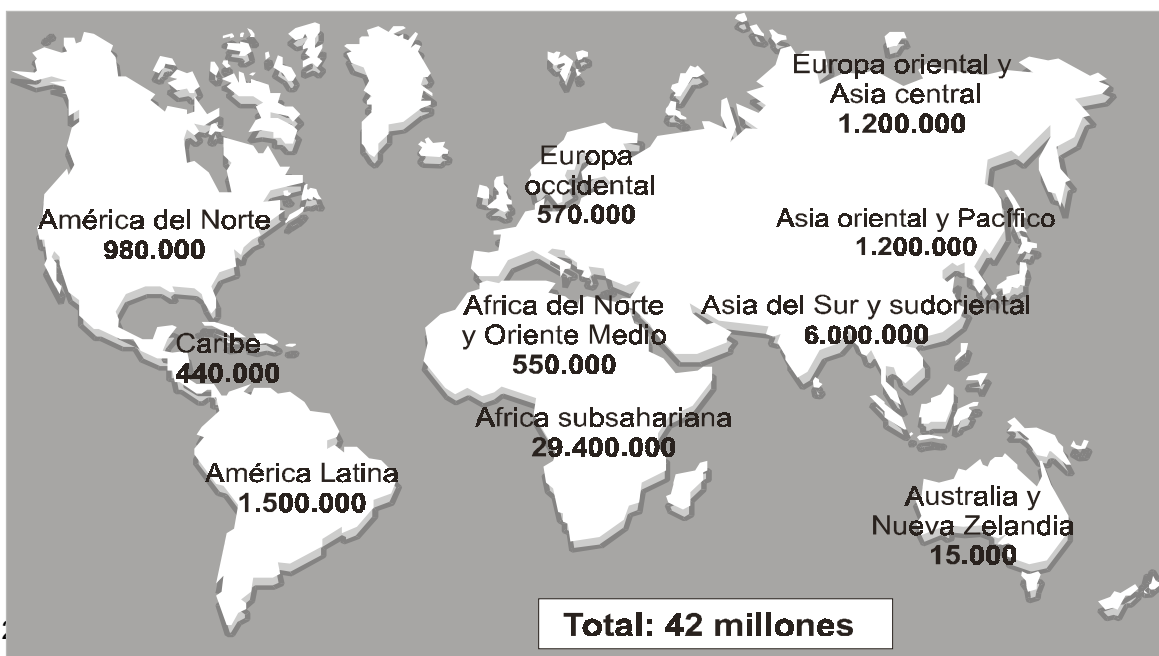 Europa oriental y
Asia central
1.200.000
Europa
occidental
570.000
América del Norte
980.000
Asia oriental y Pacífico
1.200.000
Africa del Norte
y Oriente Medio
550.000
Asia del Sur y sudoriental
6.000.000
Caribe
440.000
Africa subsahariana
29.400.000
América Latina
1.500.000
Australia y
Nueva Zelandia
15.000
Total: 42 millones